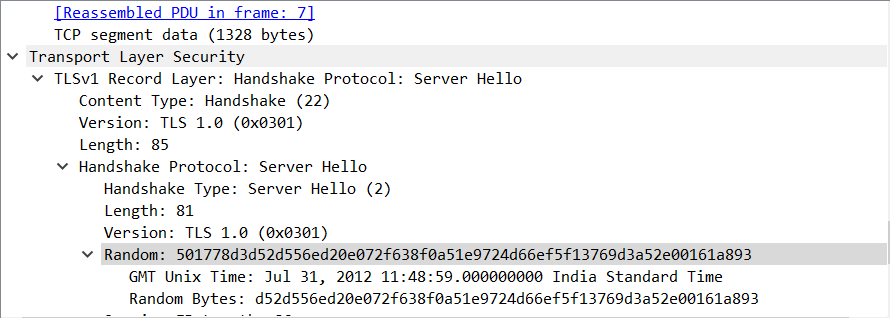 [Reassembled PDU in frame: 7]
TCP segment data (1328 bytes)
Transport Layer Security
TLSv1 Record Layer: Handshake Protocol: Server Hello
Content Type: Handshake (22)
Version: TLS 1.0 (0x0301)
Length: 85
Handshake Protocol: Server Hello
Handshake Type: Server Hello (2)
Length: 81
Version: TLS 1.0 (0x0301)
Random: 501778d3d52d556ed20e072f638f0a51e9724d66ef5f13769d3a52e00161a893
GMT Unix Time: Jul 31, 2012 11:48:59.000000000 India Standard Time
Random Bytes: d52d556ed20e072f638f0a51e9724d66ef5f13769d3a52e00161a893